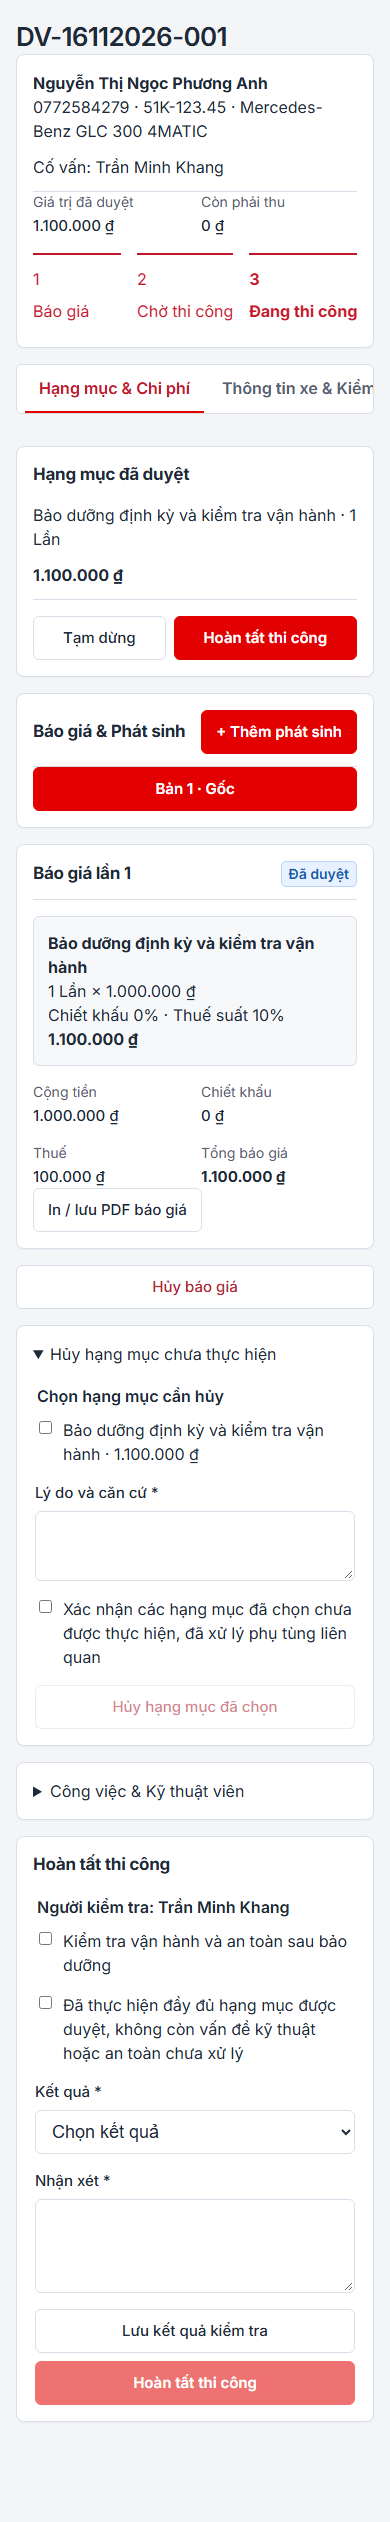 DV-16112026-001
Nguyễn Thị Ngọc Phương Anh
0772584279 · 51K-123.45 · Mercedes-
Benz GLC 300 4MATIC
Cố vấn: Trần Minh Khang
Giá trị đã duyệt
Còn phải thu
1.100.000 ₫
0 ₫
1
2
3
Báo giá
Chờ thi công
Đang thi công
Hạng mục & Chi phí
Thông tin xe & Kiểm
Hạng mục đã duyệt
Bảo dưỡng định kỳ và kiểm tra vận hành · 1
Lần
1.100.000 ₫
Tạm dừng
Hoàn tất thi công
Báo giá & Phát sinh
+ Thêm phát sinh
Bản 1 · Gốc
Báo giá lần 1
Đã duyệt
Bảo dưỡng định kỳ và kiểm tra vận
hành
1 Lần × 1.000.000 ₫
Chiết khấu 0% · Thuế suất 10%
1.100.000 ₫
Cộng tiền
Chiết khấu
1.000.000 ₫
0 ₫
Thuế
Tổng báo giá
100.000 ₫
1.100.000 ₫
In / lưu PDF báo giá
Hủy báo giá
Hủy hạng mục chưa thực hiện
Chọn hạng mục cần hủy
Bảo dưỡng định kỳ và kiểm tra vận
hành · 1.100.000 ₫
Lý do và căn cứ *
Xác nhận các hạng mục đã chọn chưa
được thực hiện, đã xử lý phụ tùng liên
quan
Hủy hạng mục đã chọn
Công việc & Kỹ thuật viên
Hoàn tất thi công
Người kiểm tra: Trần Minh Khang
Kiểm tra vận hành và an toàn sau bảo
dưỡng
Đã thực hiện đầy đủ hạng mục được
duyệt, không còn vấn đề kỹ thuật
hoặc an toàn chưa xử lý
Kết quả *
Chọn kết quả
Nhận xét *
Lưu kết quả kiểm tra
Hoàn tất thi công